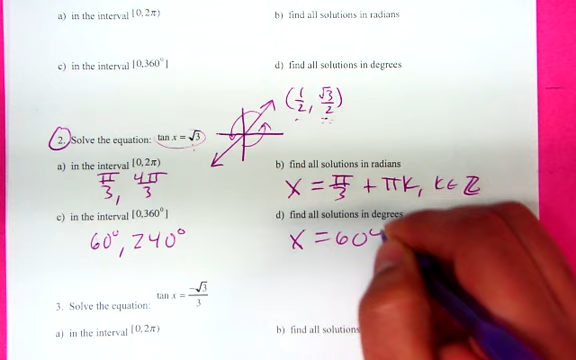 a) in the interval [0, 2π)
b) find all solutions in radians
c) in the interval [0,360°]
d) find all solutions in degrees
(1/2, √3/2)
2. Solve the equation: tan x = √3
a) in the interval [0, 2π)
b) find all solutions in radians
π/3, 4π/3
x = π/3 + πk, k∈ℤ
c) in the interval [0,360°]
d) find all solutions in degrees
60°, 240°
x = 60°
3. Solve the equation: tan x = -√3/3
a) in the interval [0, 2π)
b) find all solutions